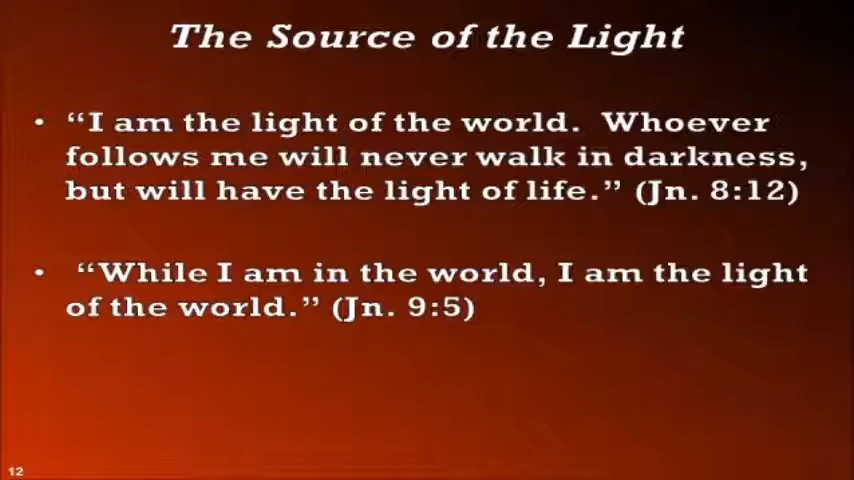 The Source of the Light
• “I am the light of the world.  Whoever
follows me will never walk in darkness,
but will have the light of life.” (Jn. 8:12)
• “While I am in the world, I am the light
of the world.” (Jn. 9:5)
12